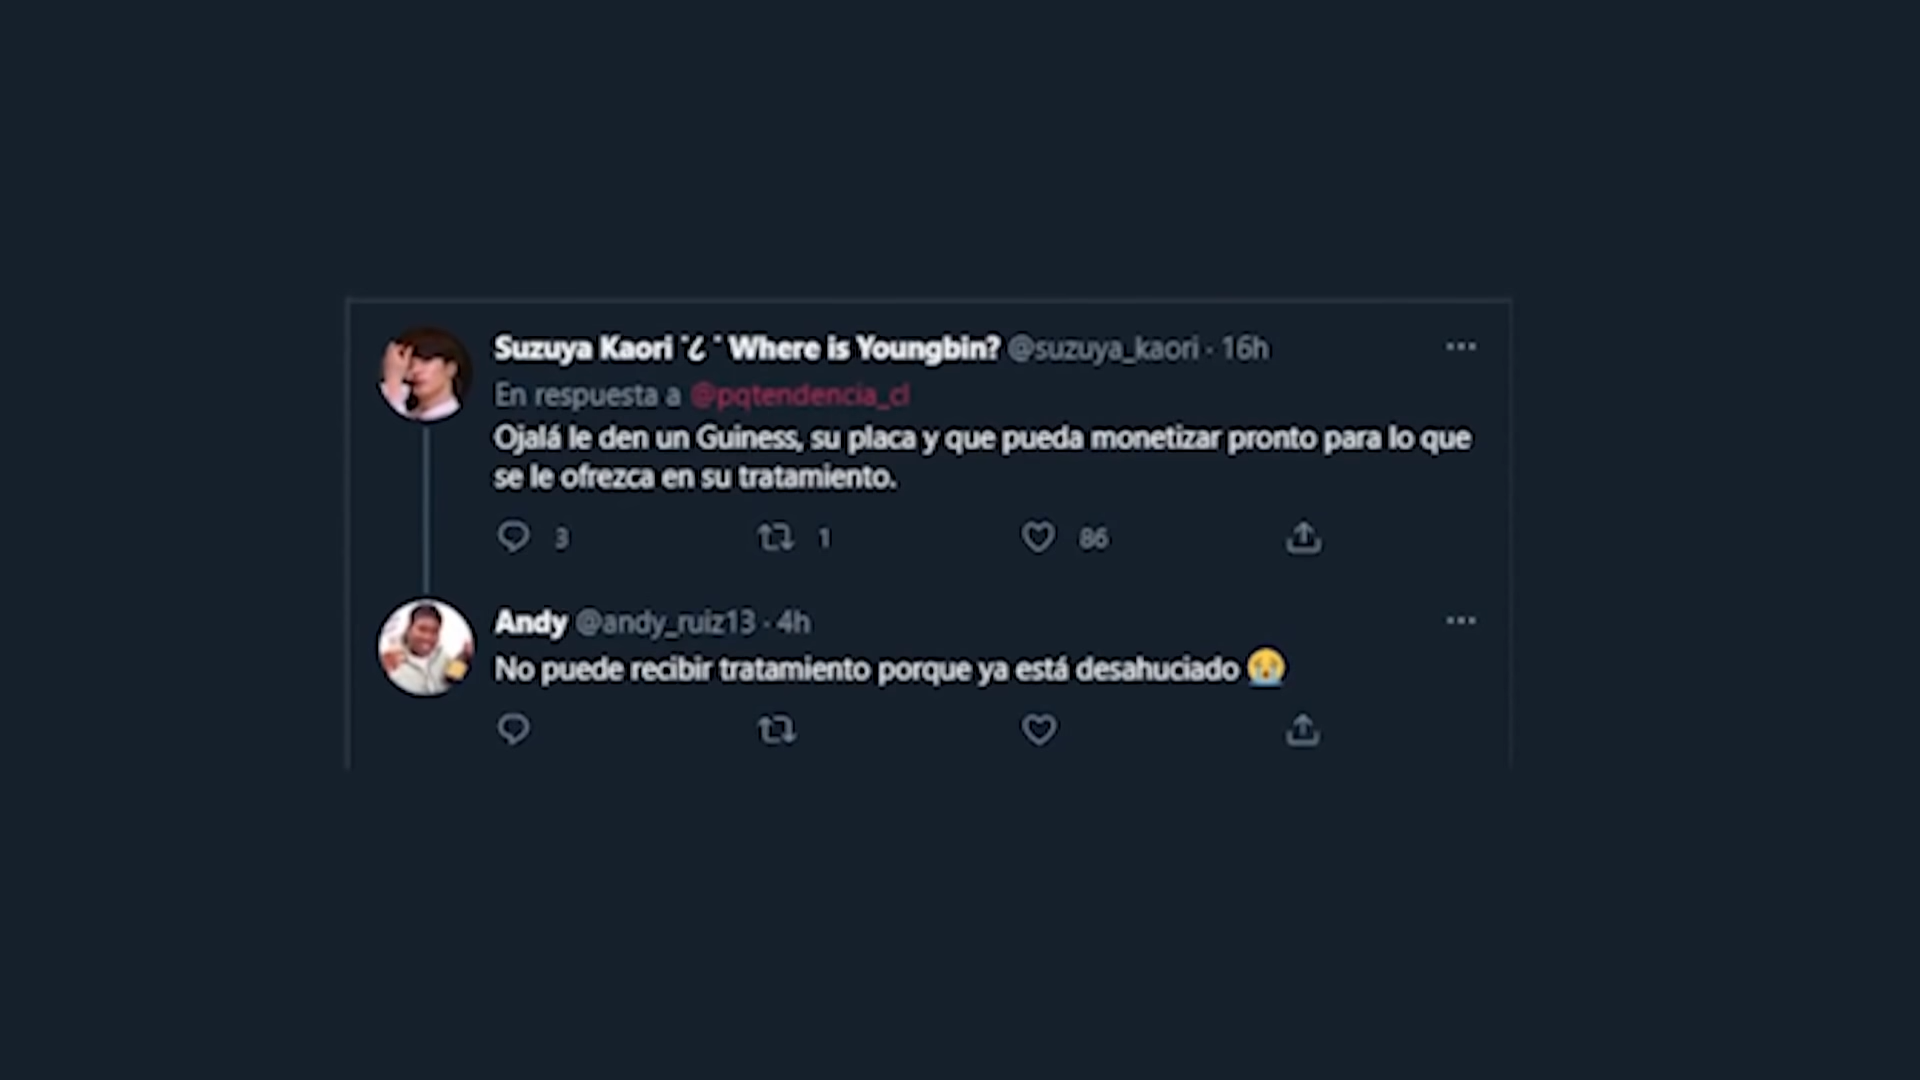 Suzuya Kaori Where is Youngbin? @suzuya_kaori · 16h
En respuesta a @pqtendencia_cl
Ojalá le den un Guiness, su placa y que pueda monetizar pronto para lo que
se le ofrezca en su tratamiento.
3 1 86
Andy @andy_ruiz13 · 4h
No puede recibir tratamiento porque ya está desahuciado 😭